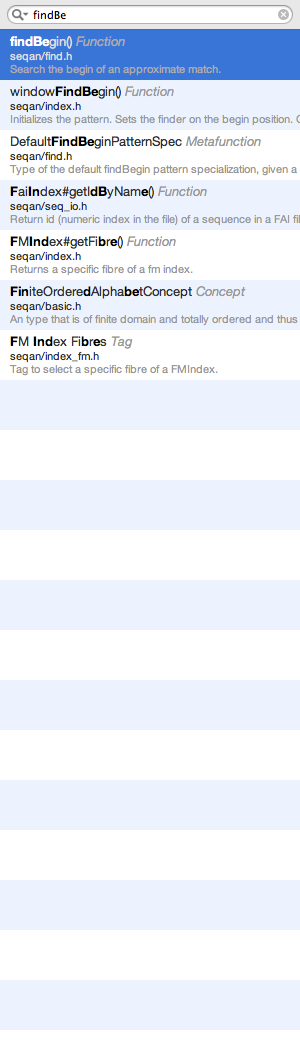 findBe
findBegin() Function
seqan/find.h
Search the begin of an approximate match.
windowFindBegin() Function
seqan/index.h
Initializes the pattern. Sets the finder on the begin position.
DefaultFindBeginPatternSpec Metafunction
seqan/find.h
Type of the default findBegin pattern specialization, given a
FaiIndex#getIdByName() Function
seqan/seq_io.h
Return id (numeric index in the file) of a sequence in a FAI fil
FMIndex#getFibre() Function
seqan/index.h
Returns a specific fibre of a fm index.
FiniteOrderedAlphabetConcept Concept
seqan/basic.h
An type that is of finite domain and totally ordered and thus
FM Index Fibres Tag
seqan/index_fm.h
Tag to select a specific fibre of a FMIndex.